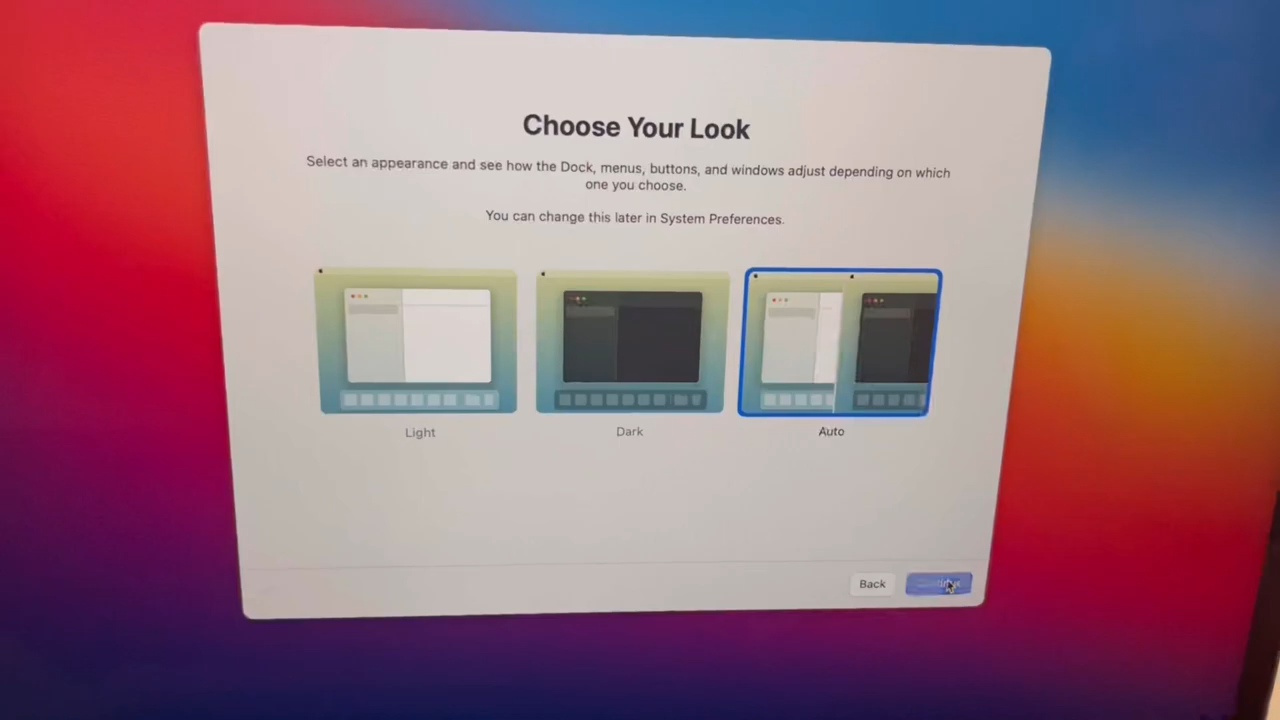 Choose Your Look
Select an appearance and see how the Dock, menus, buttons, and windows adjust depending on which
one you choose.
You can change this later in System Preferences.
Light
Dark
Auto
Back